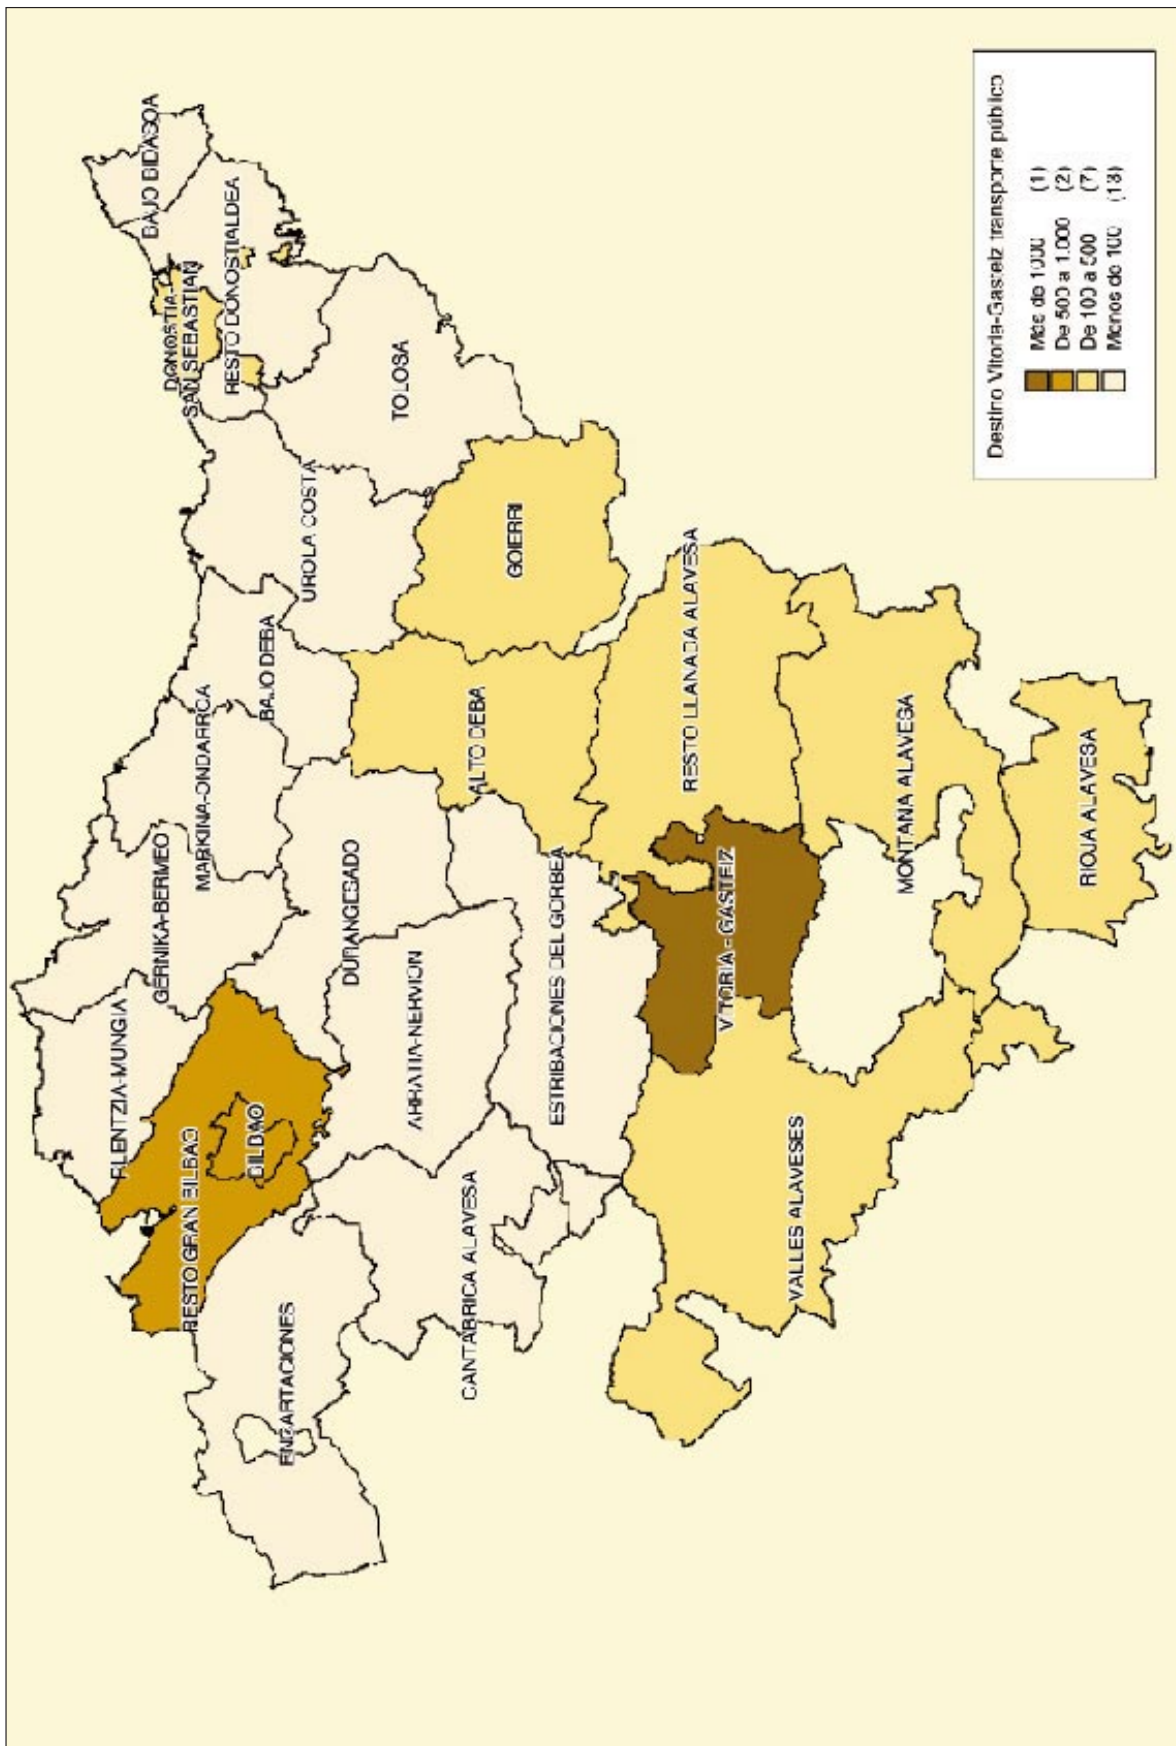 PLENTZIA-MUNGIA
GERNIKA-BERMEO
BAJO BIDASOA
DONOSTIA-
SAN SEBASTIAN
RESTO GRAN BILBAO
MARKINA-ONDARROA
RESTO DONOSTIALDEA
BILBAO
BAJO DEBA
ENCARTACIONES
UROLA COSTA
DURANGESADO
TOLOSA
ARRATIA-NERVION
CANTABRICA ALAVESA
ALTO DEBA
GOIERRI
ESTRIBACIONES DEL GORBEA
RESTO LLANADA ALAVESA
VITORIA - GASTEIZ
VALLES ALAVESES
MONTANA ALAVESA
RIOJA ALAVESA
Destino Vitoria-Gasteiz transporte público
Más de 1000 (1)
De 500 a 1.000 (2)
De 100 a 500 (7)
Menos de 100 (13)